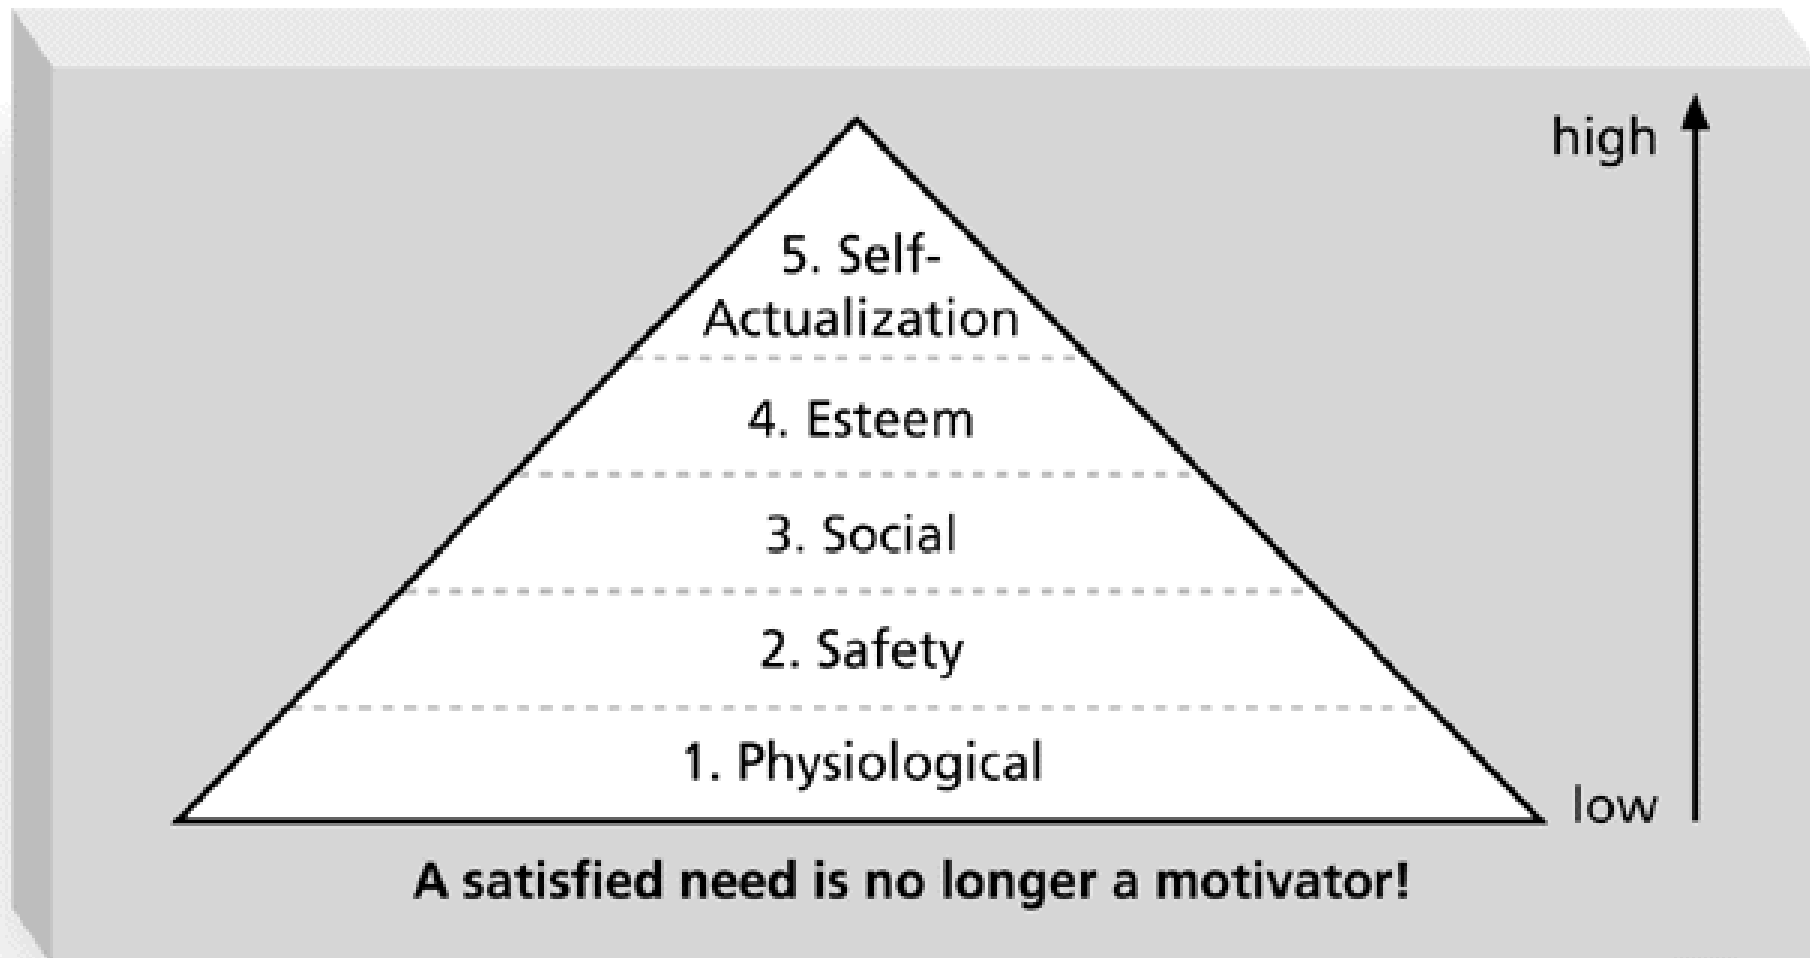 high
5. Self-
Actualization
4. Esteem
3. Social
2. Safety
1. Physiological
low
A satisfied need is no longer a motivator!